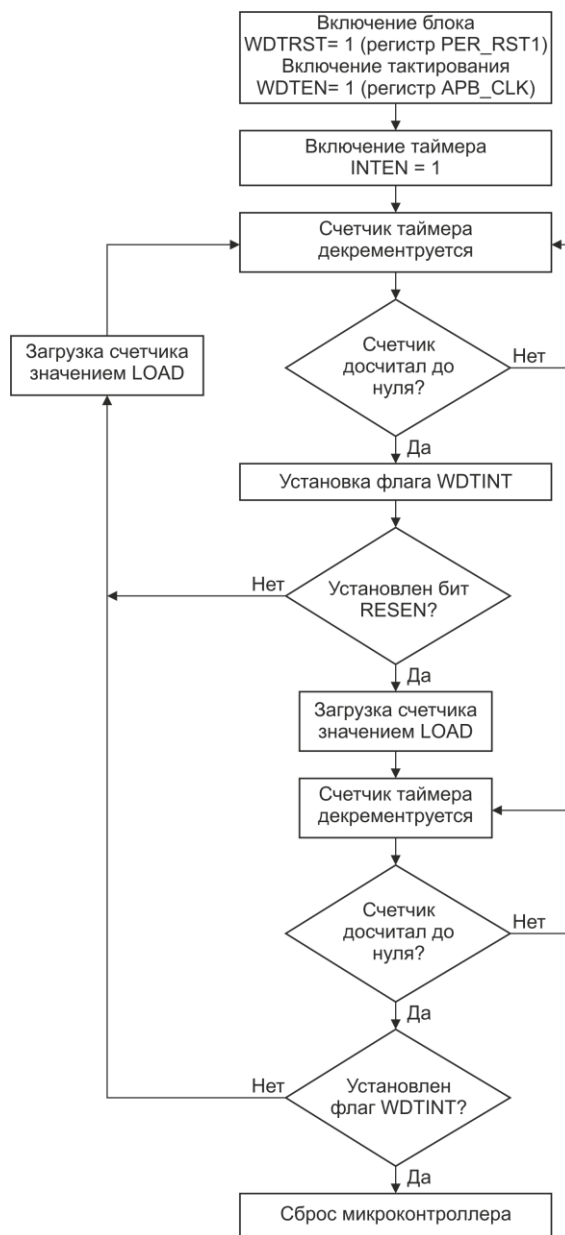 Включение блока
WDTRST= 1 (регистр PER_RST1)
Включение тактирования
WDTEN= 1 (регистр APB_CLK)
Включение таймера
INTEN = 1
Счетчик таймера
декрементруется
Загрузка счетчика
значением LOAD
Счетчик
досчитал до
нуля?
Нет
Да
Установка флага WDTINT
Нет
Установлен бит
RESEN?
Да
Загрузка счетчика
значением LOAD
Счетчик таймера
декрементруется
Счетчик
досчитал до
нуля?
Нет
Да
Нет
Установлен
флаг WDTINT?
Да
Сброс микроконтроллера